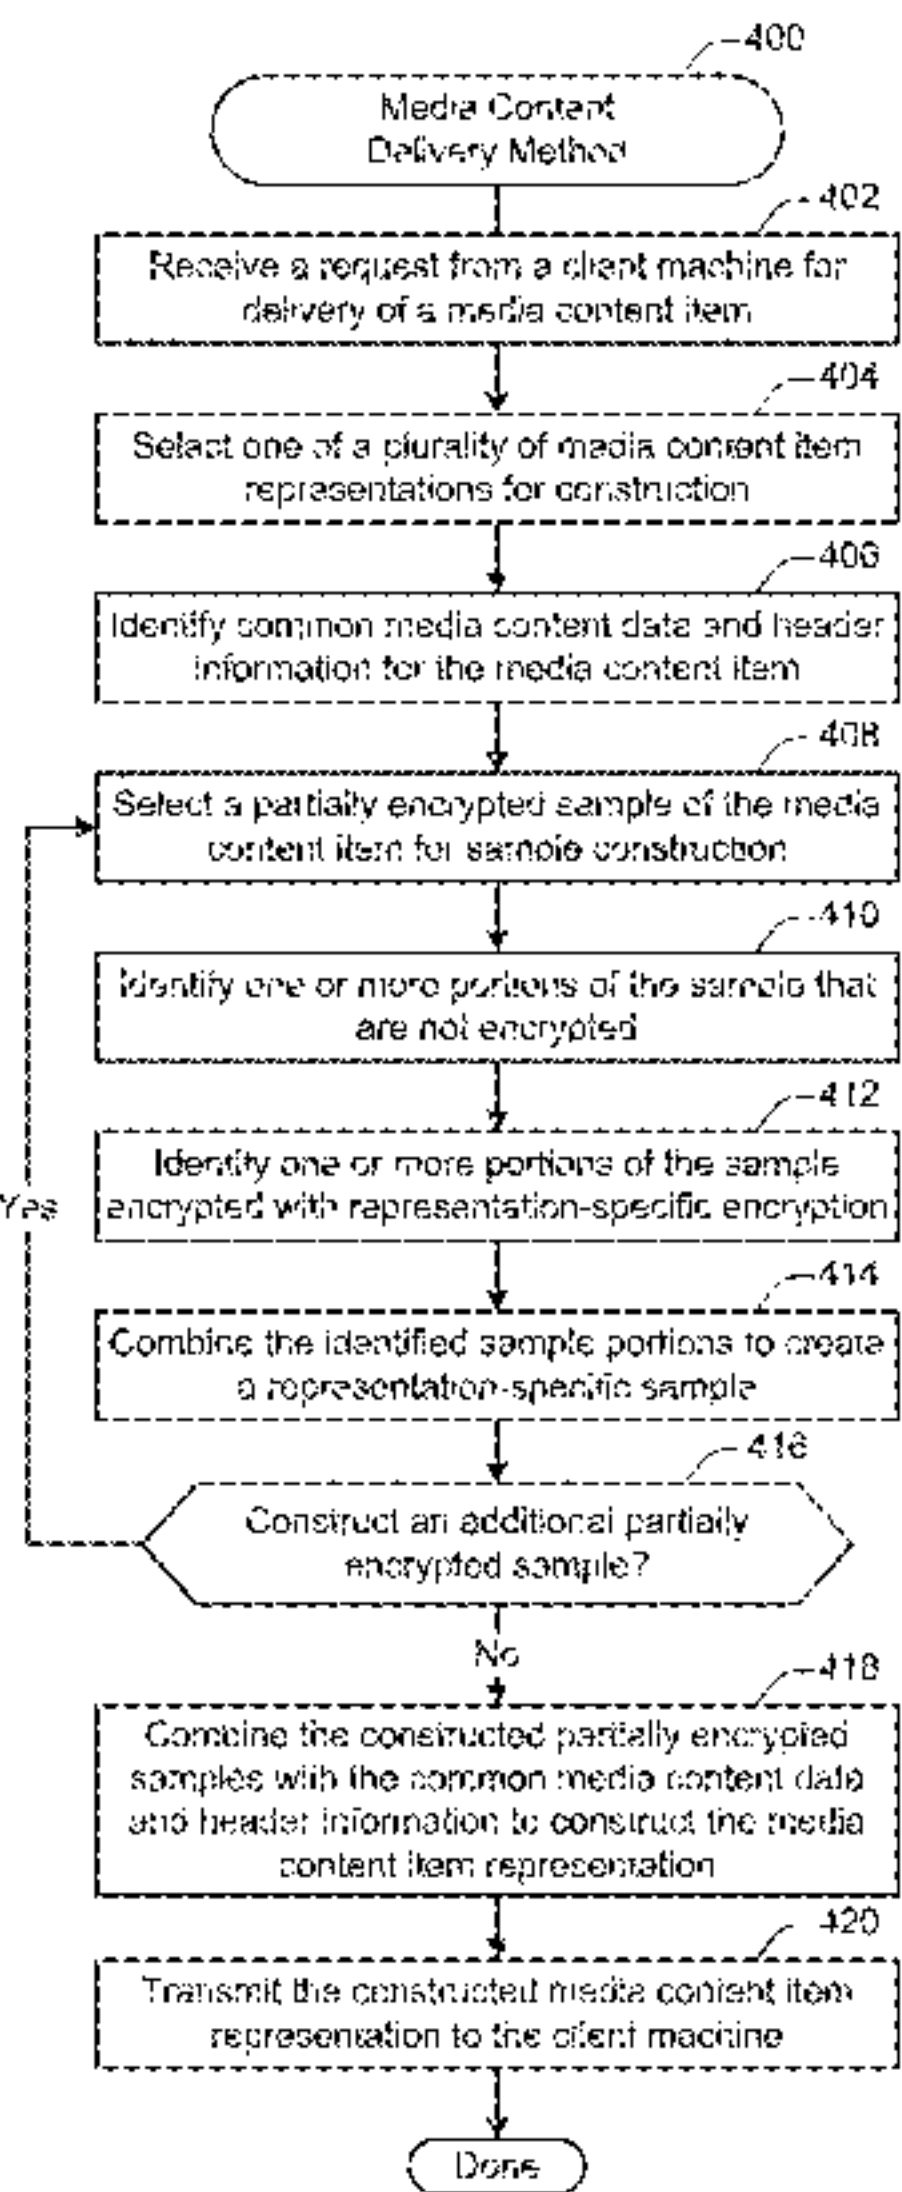 400
Media Content
Delivery Method
402
Receive a request from a client machine for
delivery of a media content item
404
Select one of a plurality of media content item
representations for construction
406
Identify common media content data and header
information for the media content item
408
Select a partially encrypted sample of the media
content item for sample construction
410
Identify one or more portions of the sample that
are not encrypted
412
Identify one or more portions of the sample
encrypted with representation-specific encryption
Yes
414
Combine the identified sample portions to create
a representation-specific sample
416
Construct an additional partially
encrypted sample?
No
418
Combine the constructed partially encrypted
samples with the common media content data
and header information to construct the media
content item representation
420
Transmit the constructed media content item
representation to the client machine
Done